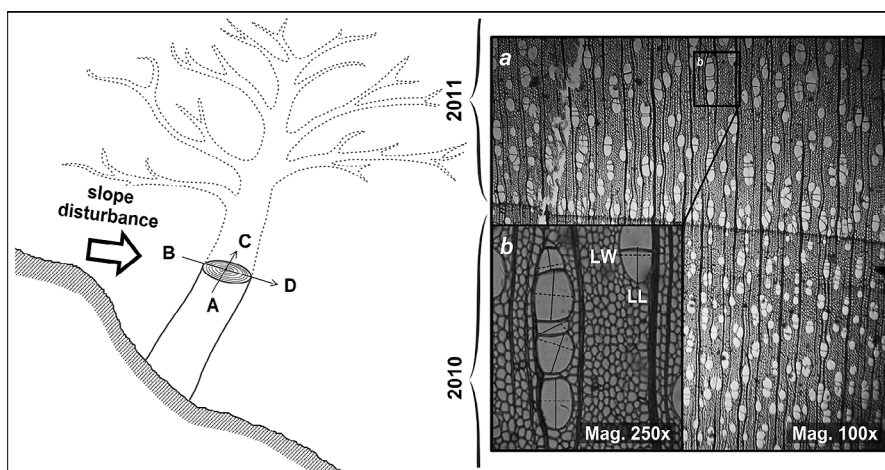 slope
disturbance
B
C
A
D
2011
2010
a
b
b
LW
LL
Mag. 250x
Mag. 100x